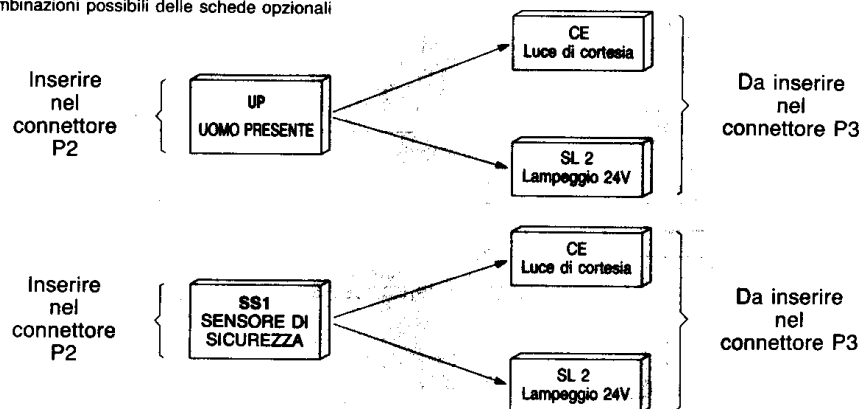 mbinazioni possibili delle schede opzionali
Inserire
nel
connettore
P2
UP
UOMO PRESENTE
CE
Luce di cortesia
SL 2
Lampeggio 24V
Da inserire
nel
connettore P3
Inserire
nel
connettore
P2
SS1
SENSORE DI
SICUREZZA
CE
Luce di cortesia
SL 2
Lampeggio 24V
Da inserire
nel
connettore P3